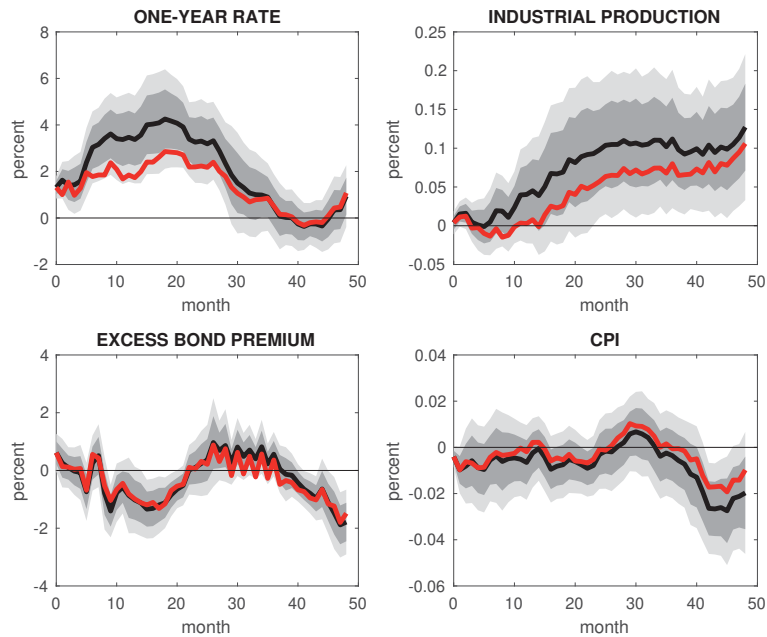 ONE-YEAR RATE
8
6
4
2
0
-2
percent
0 10 20 30 40 50
month
INDUSTRIAL PRODUCTION
0.25
0.2
0.15
0.1
0.05
0
-0.05
percent
0 10 20 30 40 50
month
EXCESS BOND PREMIUM
4
2
0
-2
-4
percent
0 10 20 30 40 50
month
CPI
0.04
0.02
0
-0.02
-0.04
-0.06
percent
0 10 20 30 40 50
month